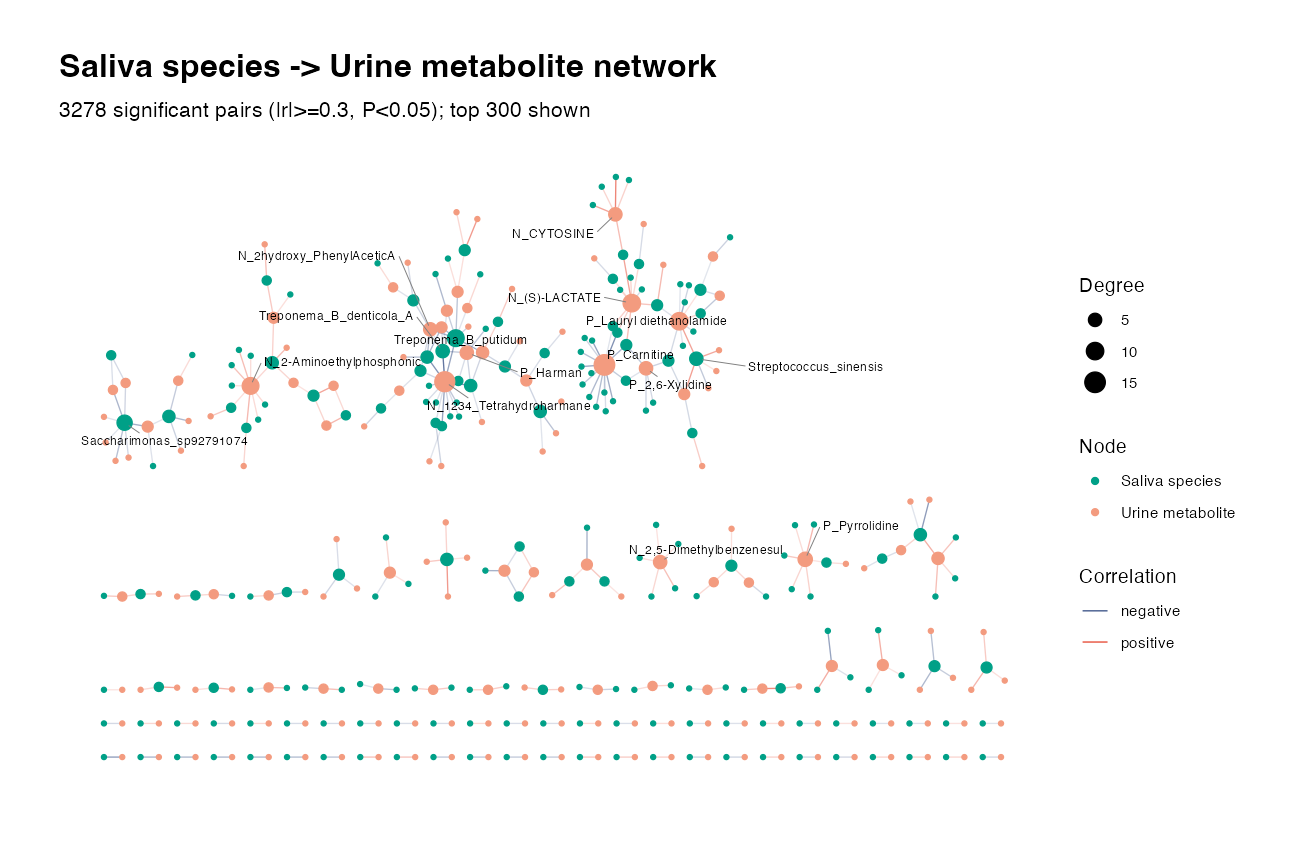 Saliva species -> Urine metabolite network
3278 significant pairs (|r|>=0.3, P<0.05); top 300 shown
N_CYTOSINE
N_2hydroxy_PhenylAceticA
N_(S)-LACTATE
Treponema_B_denticola_A
P_Lauryl diethanolamide
Treponema_B_putidum
P_Carnitine
N_2-Aminoethylphosphonic
Streptococcus_sinensis
P_Harman
P_2,6-Xylidine
N_1234_Tetrahydroharmane
Saccharimonas_sp92791074
P_Pyrrolidine
N_2,5-Dimethylbenzenesul
Degree
5
10
15
Node
Saliva species
Urine metabolite
Correlation
negative
positive